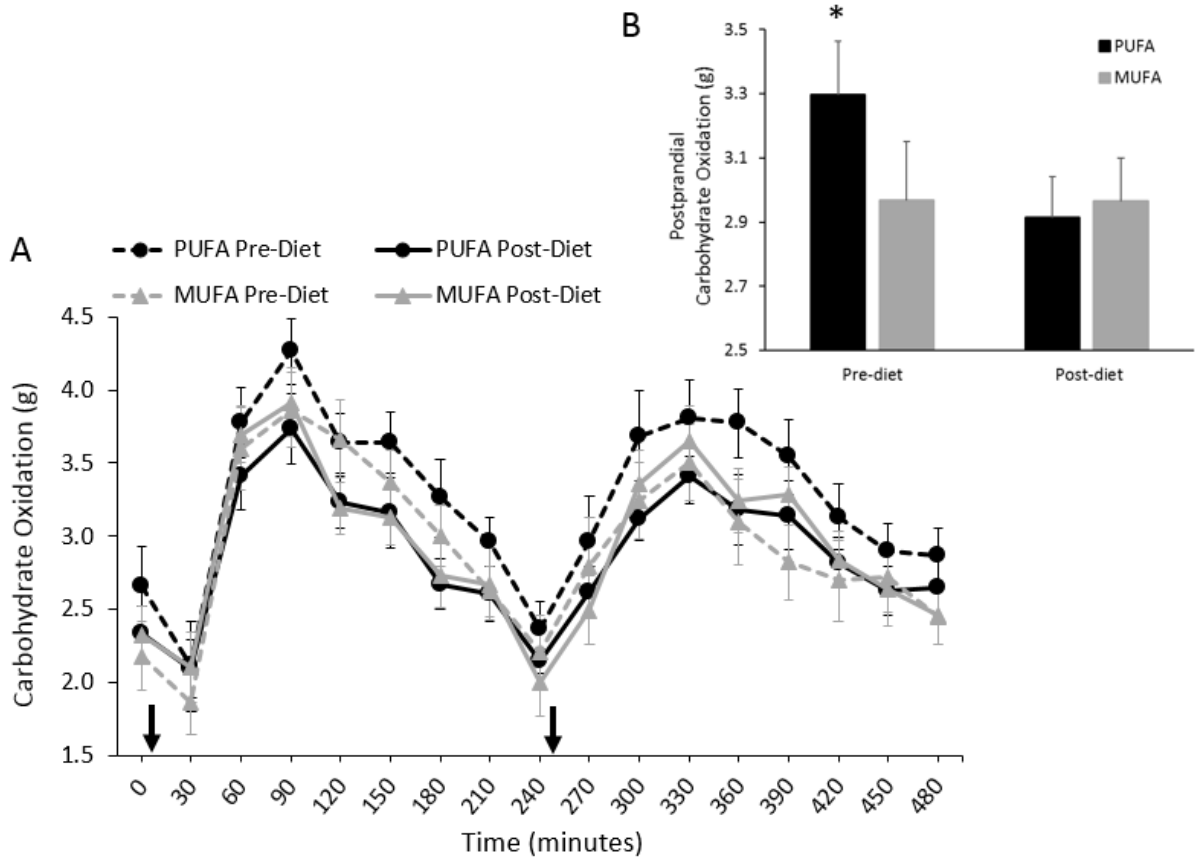 B
*
3.5
3.3
3.1
2.9
2.7
2.5
Postprandial
Carbohydrate Oxidation (g)
PUFA
MUFA
Pre-diet
Post-diet
A
PUFA Pre-Diet
PUFA Post-Diet
MUFA Pre-Diet
MUFA Post-Diet
4.5
4.0
3.5
3.0
2.5
2.0
1.5
Carbohydrate Oxidation (g)
0 30 60 90 120 150 180 210 240 270 300 330 360 390 420 450 480
Time (minutes)